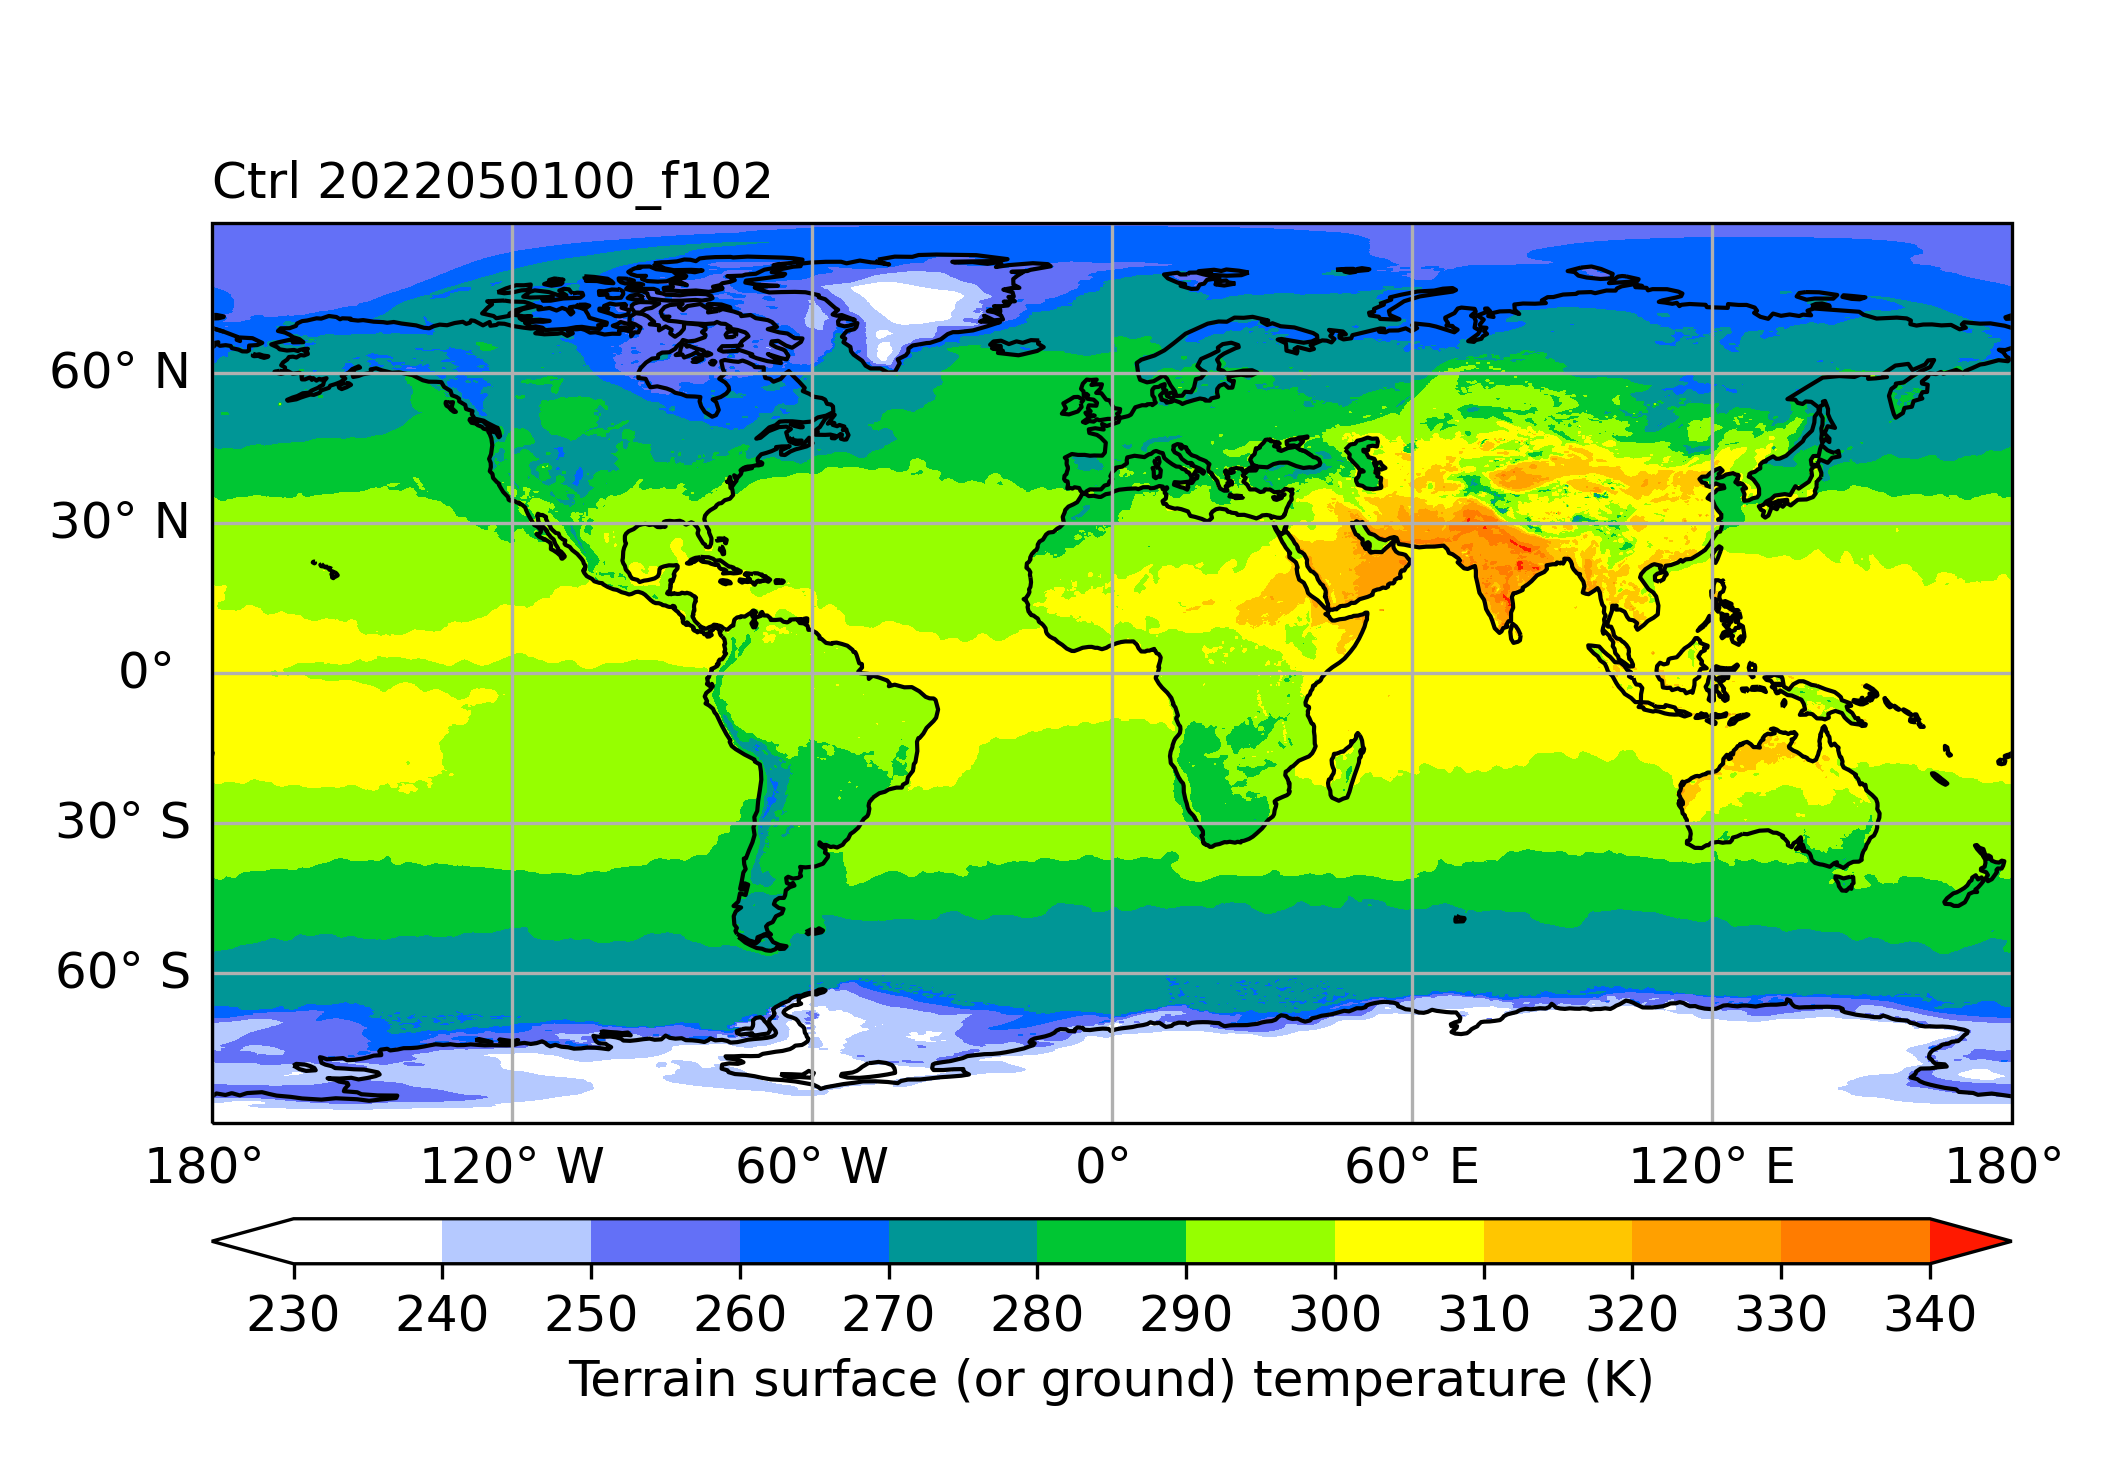 Ctrl 2022050100_f102
60° N
30° N
0°
30° S
60° S
180° 120° W 60° W 0° 60° E 120° E 180°
230 240 250 260 270 280 290 300 310 320 330 340
Terrain surface (or ground) temperature (K)